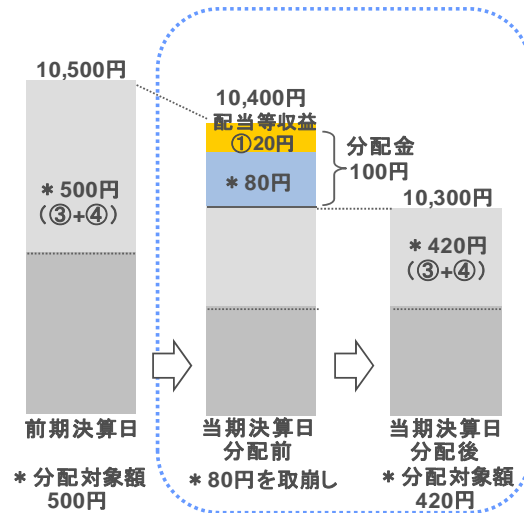 10,500円
＊500円
（③+④）
前期決算日
＊分配対象額
500円
10,400円
配当等収益
①20円
＊80円
分配金
100円
当期決算日
分配前
＊80円を取崩し
10,300円
＊420円
（③+④）
当期決算日
分配後
＊分配対象額
420円